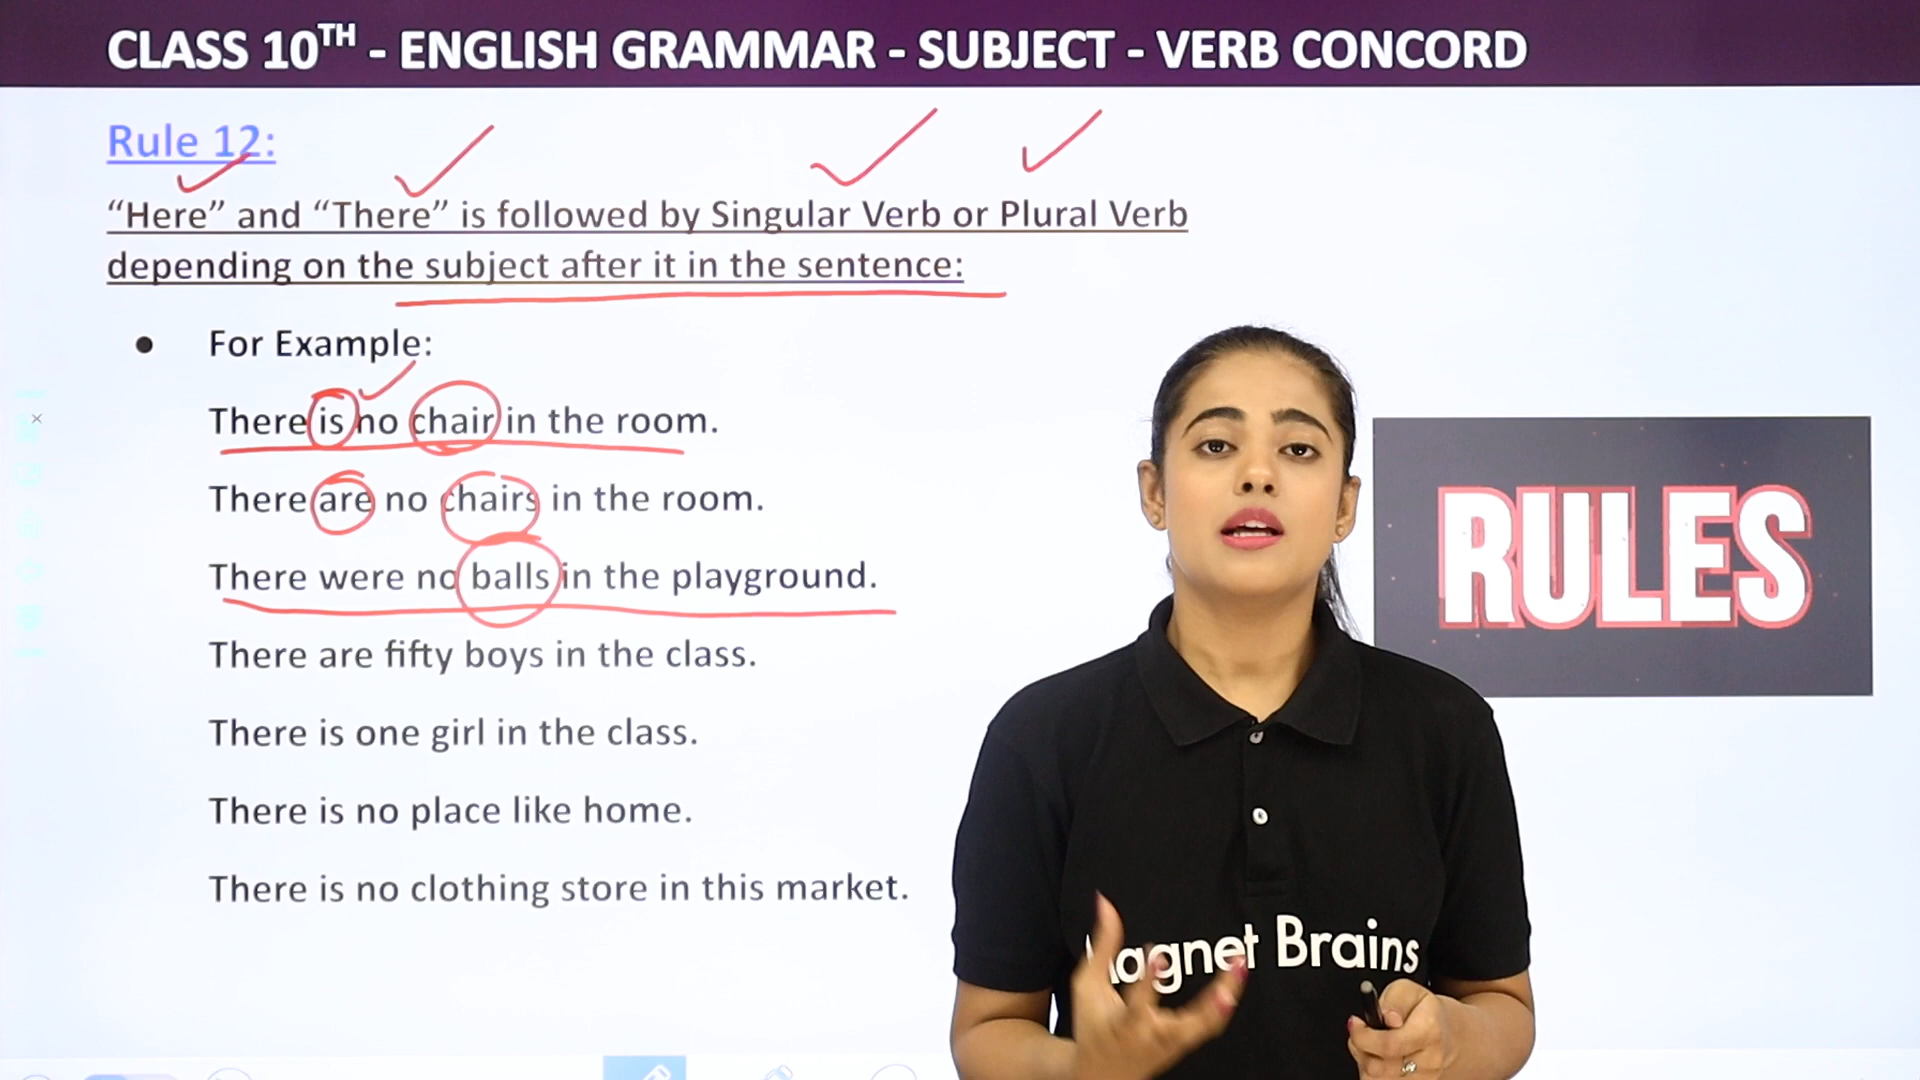 CLASS 10TH - ENGLISH GRAMMAR - SUBJECT - VERB CONCORD
Rule 12:
“Here” and “There” is followed by Singular Verb or Plural Verb
depending on the subject after it in the sentence:
● For Example:
There is no chair in the room.
There are no chairs in the room.
There were no balls in the playground.
There are fifty boys in the class.
There is one girl in the class.
There is no place like home.
There is no clothing store in this market.
RULES
Magnet Brains